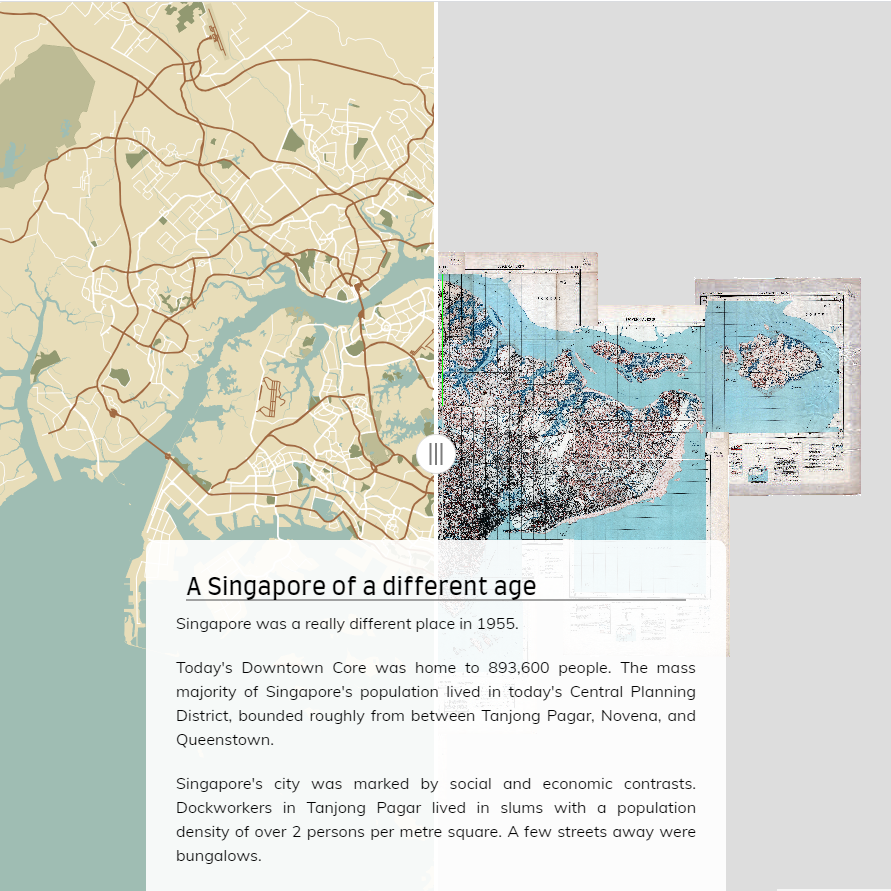 A Singapore of a different age
Singapore was a really different place in 1955.
Today's Downtown Core was home to 893,600 people. The mass
majority of Singapore's population lived in today's Central Planning
District, bounded roughly from between Tanjong Pagar, Novena, and
Queenstown.
Singapore's city was marked by social and economic contrasts.
Dockworkers in Tanjong Pagar lived in slums with a population
density of over 2 persons per metre square. A few streets away were
bungalows.